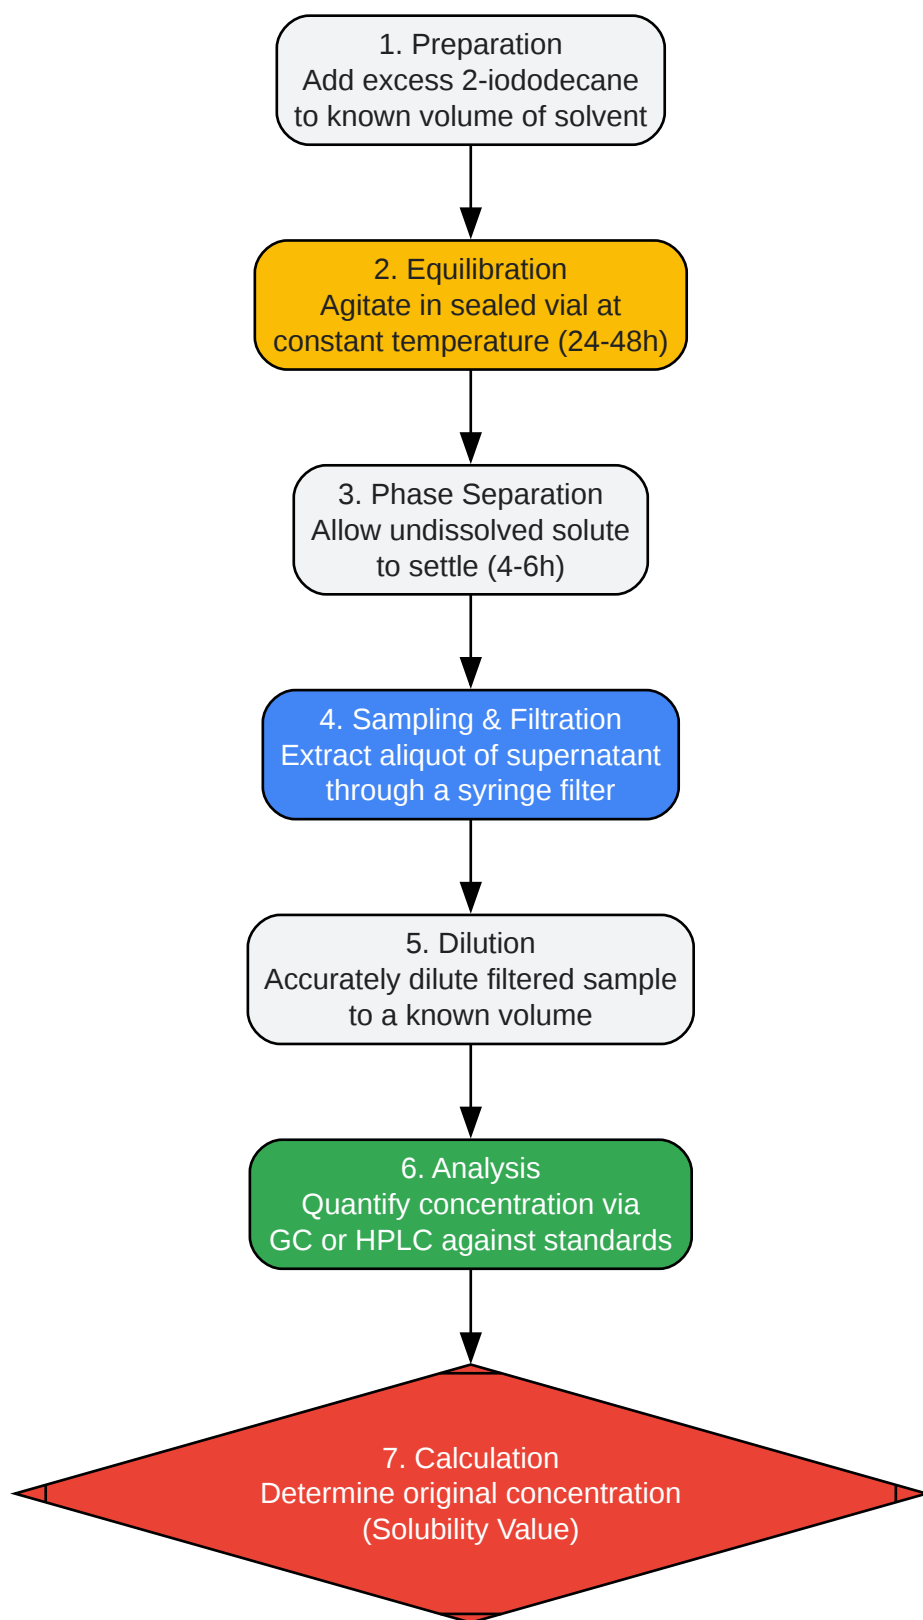 1. Preparation
Add excess 2-iododecane
to known volume of solvent
2. Equilibration
Agitate in sealed vial at
constant temperature (24-48h)
3. Phase Separation
Allow undissolved solute
to settle (4-6h)
4. Sampling & Filtration
Extract aliquot of supernatant
through a syringe filter
5. Dilution
Accurately dilute filtered sample
to a known volume
6. Analysis
Quantify concentration via
GC or HPLC against standards
7. Calculation
Determine original concentration
(Solubility Value)